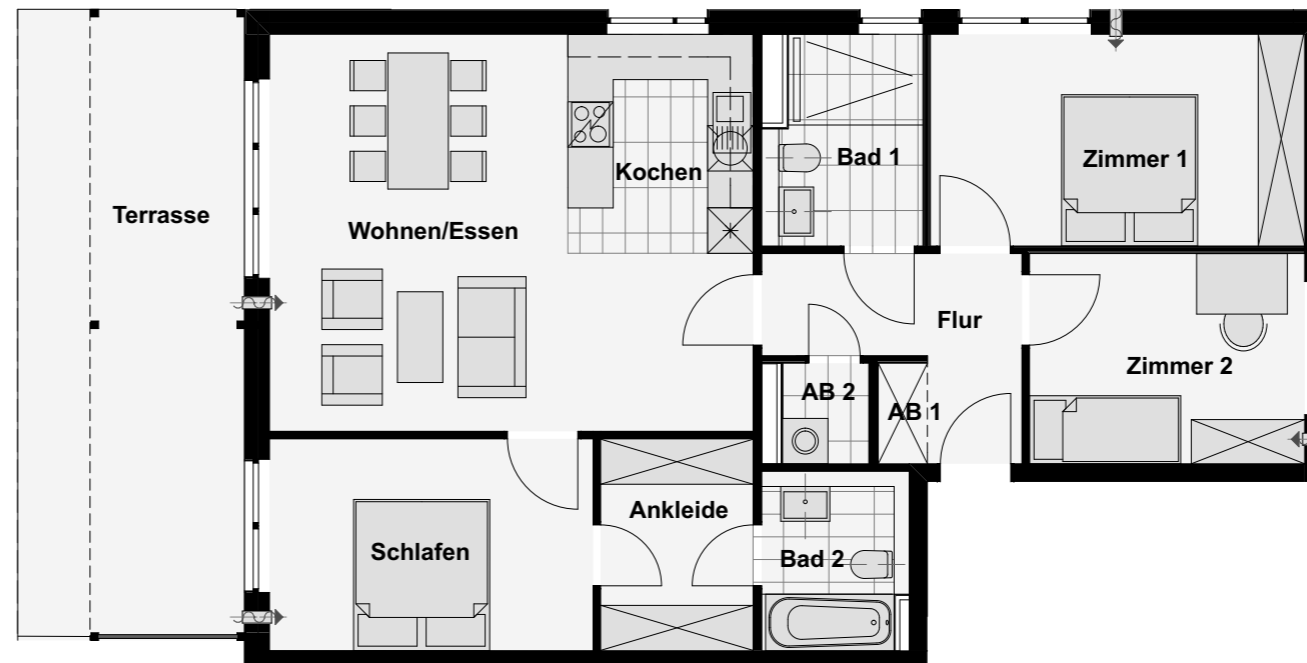 Terrasse
Wohnen/Essen
Kochen
Bad 1
Zimmer 1
Flur
Zimmer 2
AB 2
AB 1
Schlafen
Ankleide
Bad 2